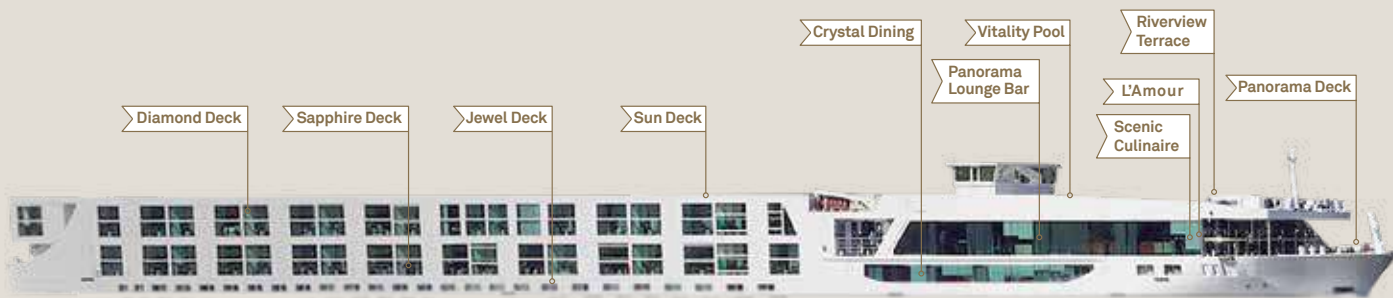 Diamond Deck
Sapphire Deck
Jewel Deck
Sun Deck
Crystal Dining
Panorama
Lounge Bar
Vitality Pool
Riverview
Terrace
L'Amour
Scenic
Culinaire
Panorama Deck